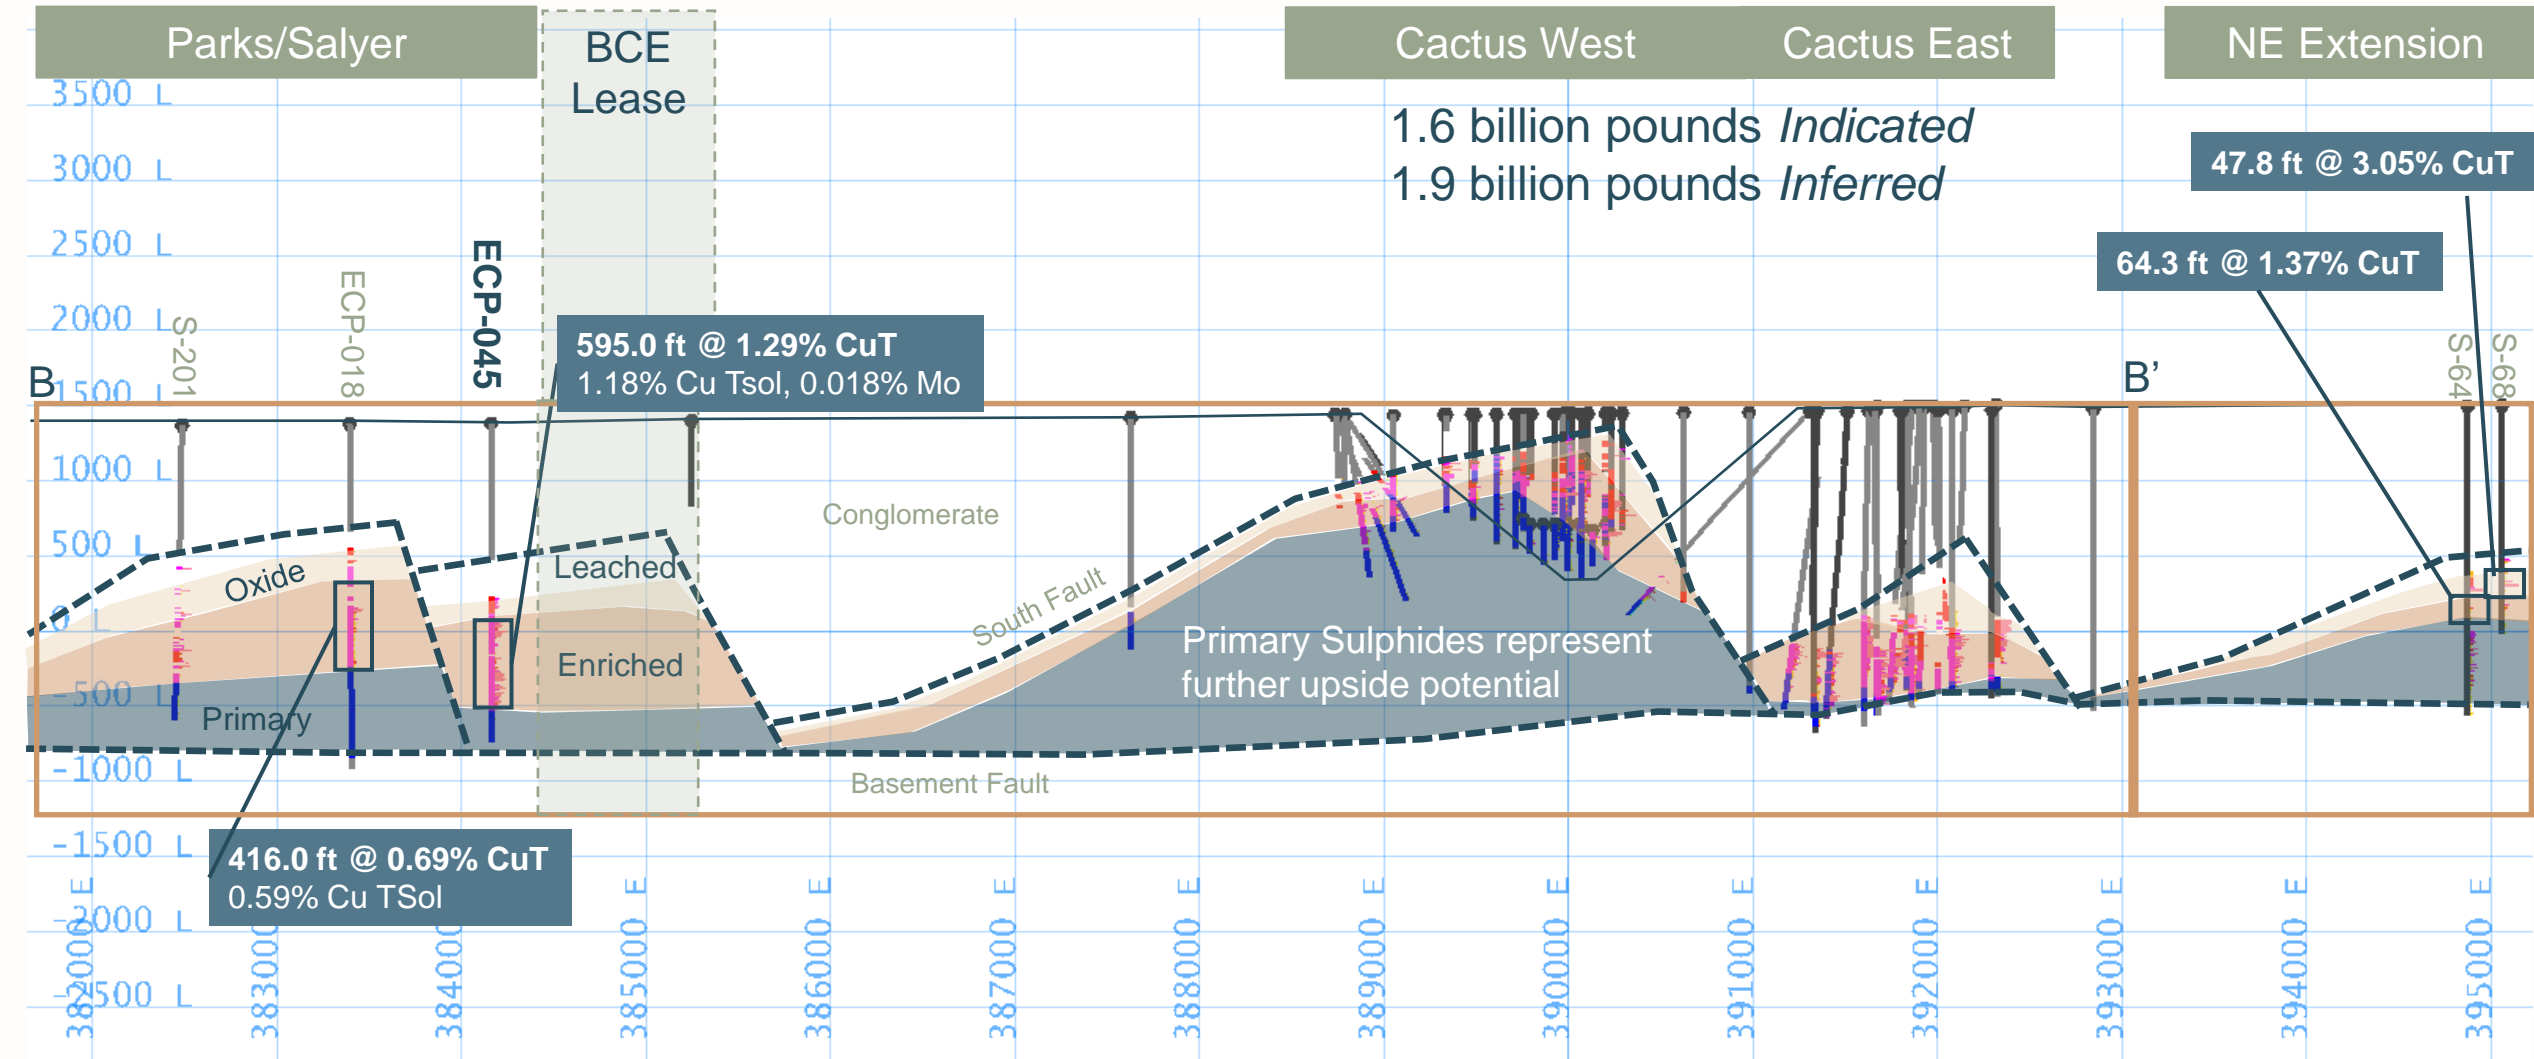 Parks/Salyer
BCE
Lease
Cactus West
Cactus East
NE Extension
1.6 billion pounds Indicated
1.9 billion pounds Inferred
47.8 ft @ 3.05% CuT
64.3 ft @ 1.37% CuT
3500 L
3000 L
2500 L
2000 L
1500 L
1000 L
500 L
0 L
-500 L
-1000 L
-1500 L
-2000 L
-2500 L
S-201
ECP-018
ECP-045
595.0 ft @ 1.29% CuT
1.18% Cu Tsol, 0.018% Mo
S-64
S-68
B
B’
Conglomerate
Leached
Oxide
Enriched
Primary
South Fault
Primary Sulphides represent
further upside potential
Basement Fault
416.0 ft @ 0.69% CuT
0.59% Cu TSol
382000 E
383000
384000
385000 E
386000 E
387000 E
388000 E
389000 E
390000 E
391000 E
392000 E
393000 E
394000 E
395000 E